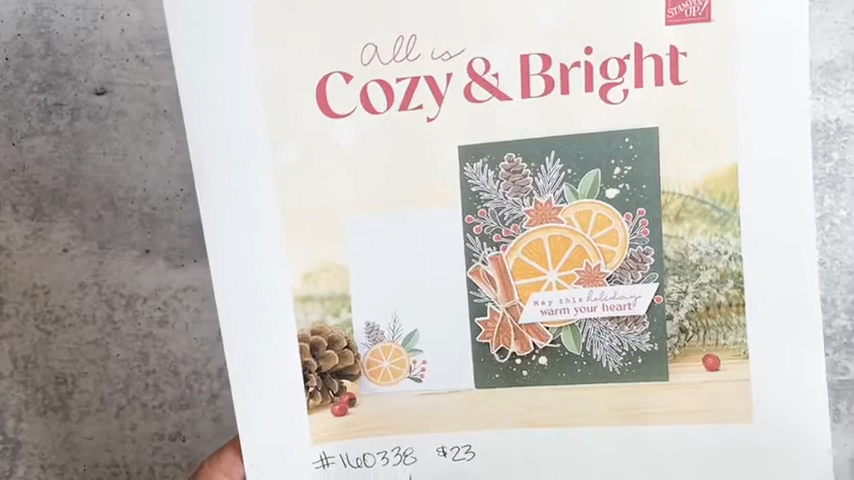 STAMPIN' UP!
All is
Cozy & Bright
May this holiday
warm your heart
#160338 $23